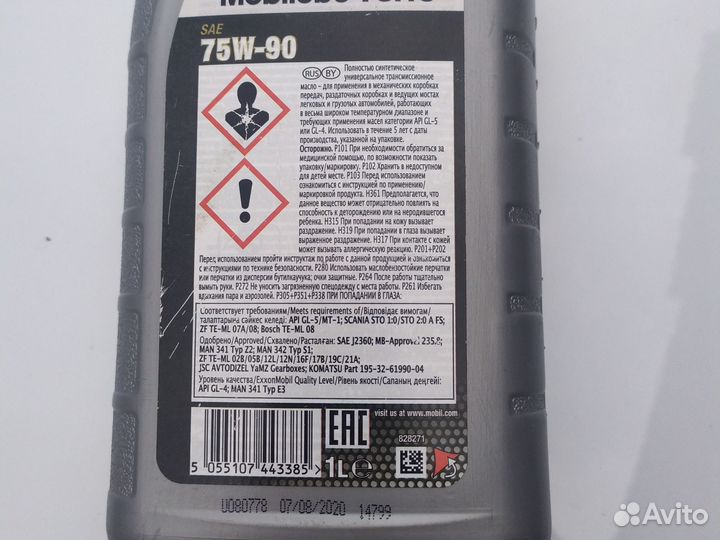 SAE
75W-90
RUS BY Полностью синтетическое
универсальное трансмиссионное
масло – для применения в механических коробках
передач, раздаточных коробках и ведущих мостах
легковых и грузовых автомобилей, работающих
в весьма широком температурном диапазоне и
требующих применения масел категории API GL-5
или GL-4. Использовать в течение 5 лет с даты
производства, указанной на упаковке.
Осторожно. P101 При необходимости обратиться за
медицинской помощью, по возможности показать
упаковку/маркировку. P102 Хранить в недоступном
для детей месте. P103 Перед использованием
ознакомиться с инструкцией по применению/
маркировкой продукта. H361 Предполагается, что
данное вещество может отрицательно повлиять на
способность к деторождению или на неродившегося
ребенка. H315 При попадании на кожу вызывает
раздражение. H319 При попадании в глаза вызывает
выраженное раздражение. H317 При контакте с кожей
может вызывать аллергическую реакцию. P201+P202
Перед использованием пройти инструктаж по работе с данной продукцией и ознакомиться
с инструкциями по технике безопасности. P280 Использовать маслобензостойкие перчатки
или перчатки из дисперсии бутилкаучука; очки защитные. P264 После работы тщательно
вымыть руки. P272 Не уносить загрязненную спецодежду с места работы. P261 Избегать
вдыхания пара и аэрозолей. P305+P351+P338 ПРИ ПОПАДАНИИ В ГЛАЗА:
Соответствует требованиям/Meets requirements of/Відповідає вимогам/
талаптарына сәйкес келеді: API GL-5/MT-1; SCANIA STO 1:0/STO 2:0 A FS;
ZF TE-ML 07A/08; Bosch TE-ML 08
Одобрено/Approved/Схвалено/Расталған: SAE J2360; MB-Approval 235.8;
MAN 341 Typ Z2; MAN 342 Typ S1;
ZF TE-ML 02B/05B/12L/12N/16F/17B/19C/21A;
JSC AVTODIZEL YaMZ Gearboxes; KOMATSU Part 195-32-61990-04
Уровень качества/ExxonMobil Quality Level/Рівень якості/Сапаның деңгейі:
API GL-4; MAN 341 Typ E3
visit us at www.mobil.com
EAC
828271
1L e
5 055107 443385 >
U080778 07/08/2020 14799
Avito